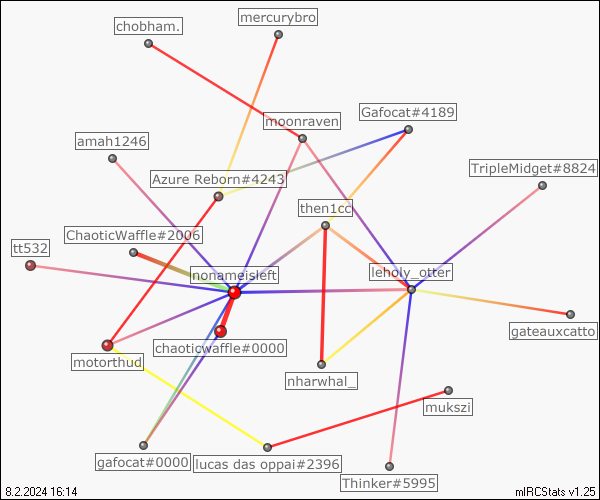 mercurybro
chobham.
Gafocat#4189
moonraven
amah1246
TripleMidget#8824
Azure Reborn#4243
then1cc
ChaoticWaffle#2006
tt532
nonameisleft
leholy_otter
gateauxcatto
chaoticwaffle#0000
motorthud
nharwhal_
mukszi
gafocat#0000
lucas das oppai#2396
Thinker#5995
8.2.2024 16:14
mIRCStats v1.25